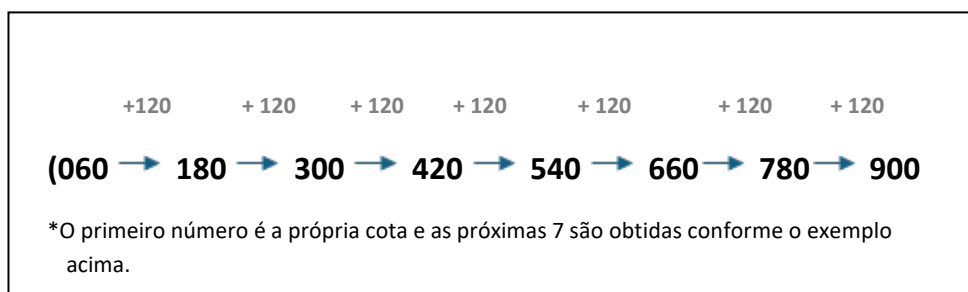 +120 + 120 + 120 + 120 + 120 + 120 + 120
(060 180 300 420 540 660 780 900
*O primeiro número é a própria cota e as próximas 7 são obtidas conforme o exemplo
acima.